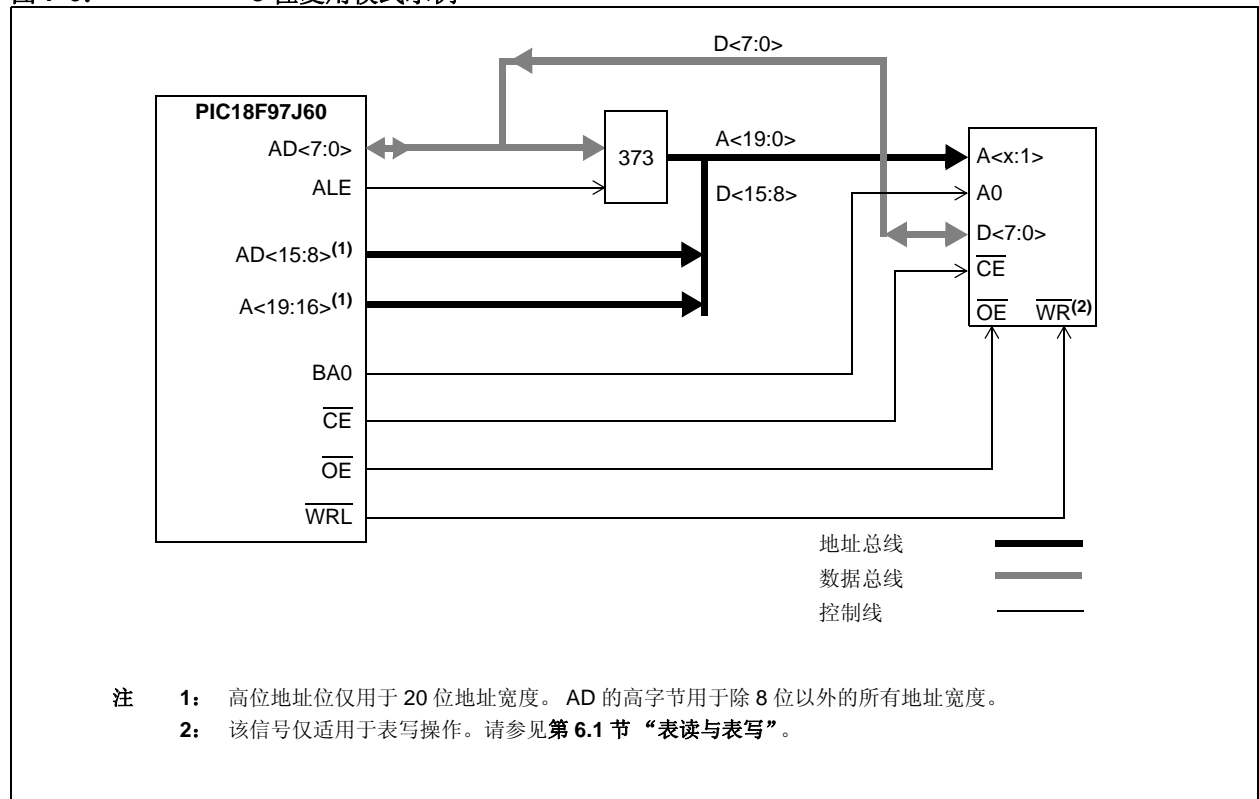 D<7:0>
PIC18F97J60
AD<7:0>
373
A<19:0>
A<x:1>
ALE
D<15:8>
A0
AD<15:8>(1)
D<7:0>
CE
A<19:16>(1)
OE
WR(2)
BA0
CE
OE
WRL
地址总线
数据总线
控制线
注 1： 高位地址位仅用于 20 位地址宽度。 AD 的高字节用于除 8 位以外的所有地址宽度。
2： 该信号仅适用于表写操作。请参见第 6.1 节 “表读与表写”。